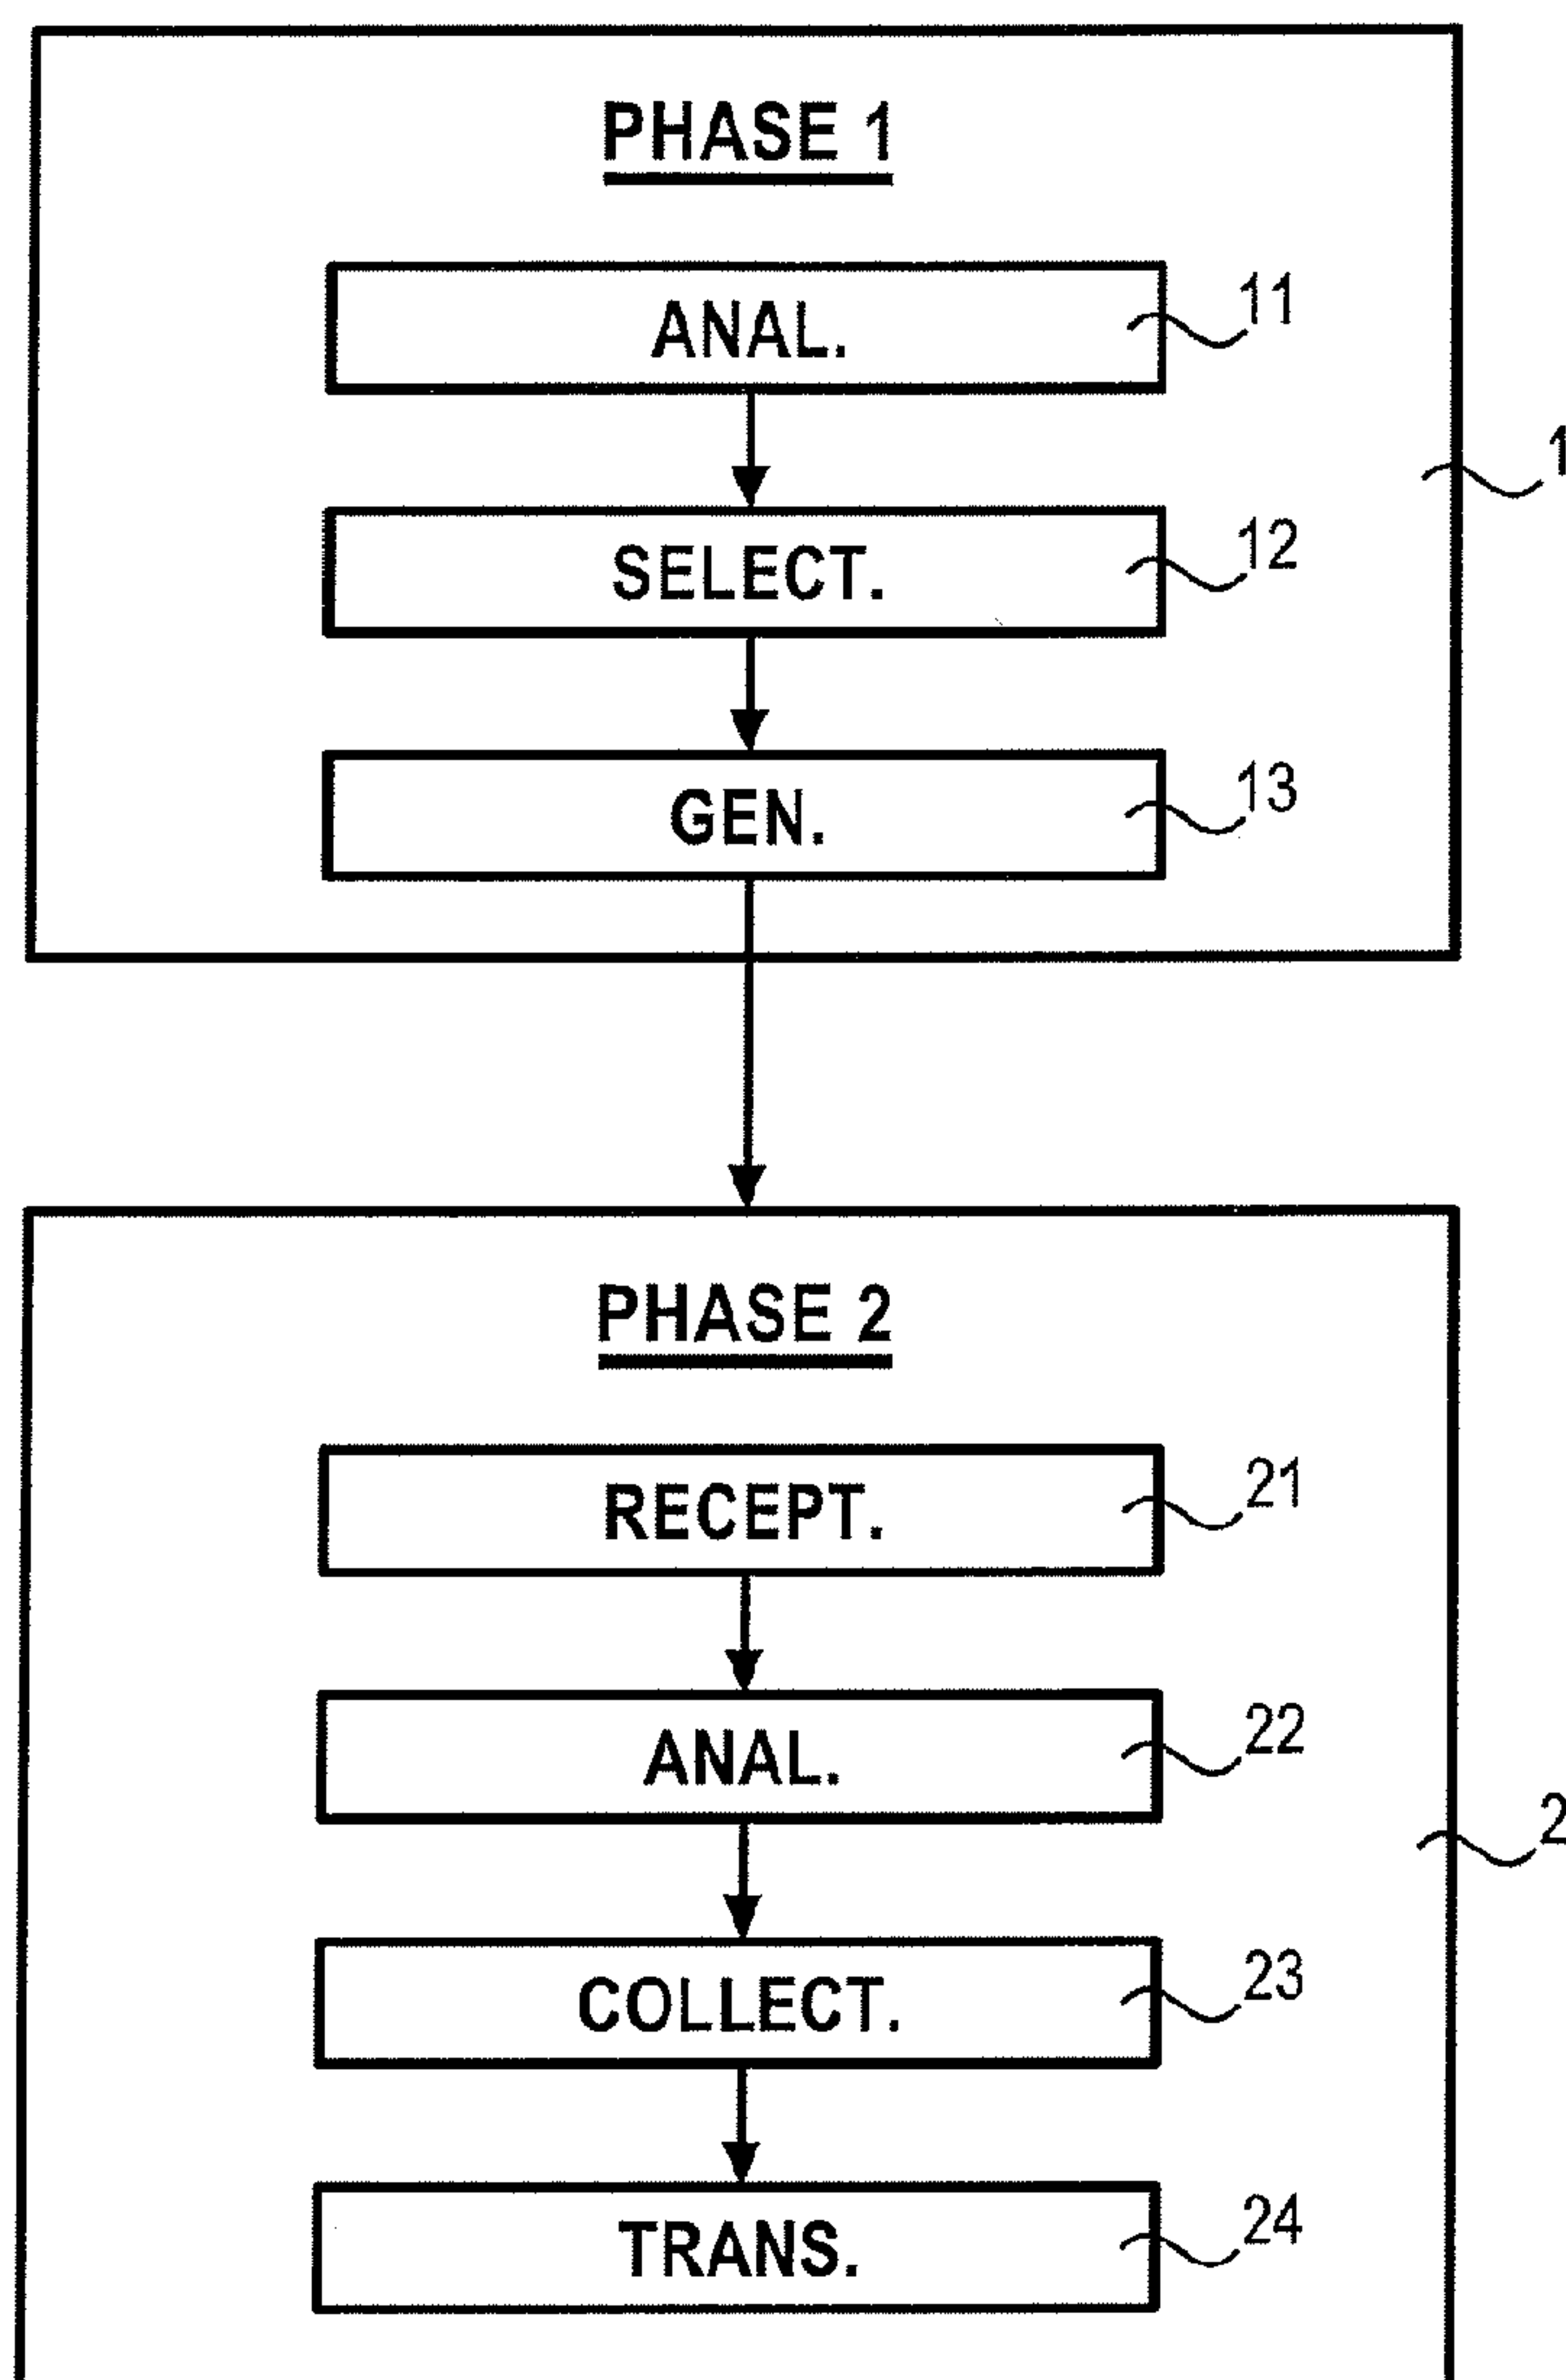 PHASE 1
ANAL.
11
1
SELECT.
12
GEN.
13
PHASE 2
RECEPT.
21
ANAL.
22
2
COLLECT.
23
TRANS.
24